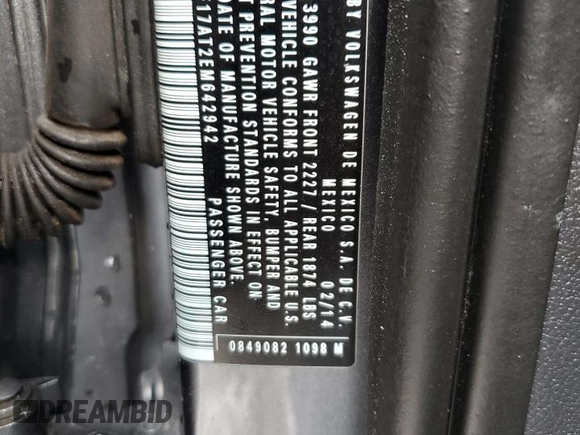 BY VOLKSWAGEN DE MEXICO S.A. DE C.V.
MEXICO 02/14
3990 GAWR FRONT 2227 / REAR 1874 LBS
VEHICLE CONFORMS TO ALL APPLICABLE U.S.
MOTOR VEHICLE SAFETY, BUMPER AND
PREVENTION STANDARDS IN EFFECT ON
OF MANUFACTURE SHOWN ABOVE.
17AT2EM642942 PASSENGER CAR
0849082 1098 M
DREAMBID